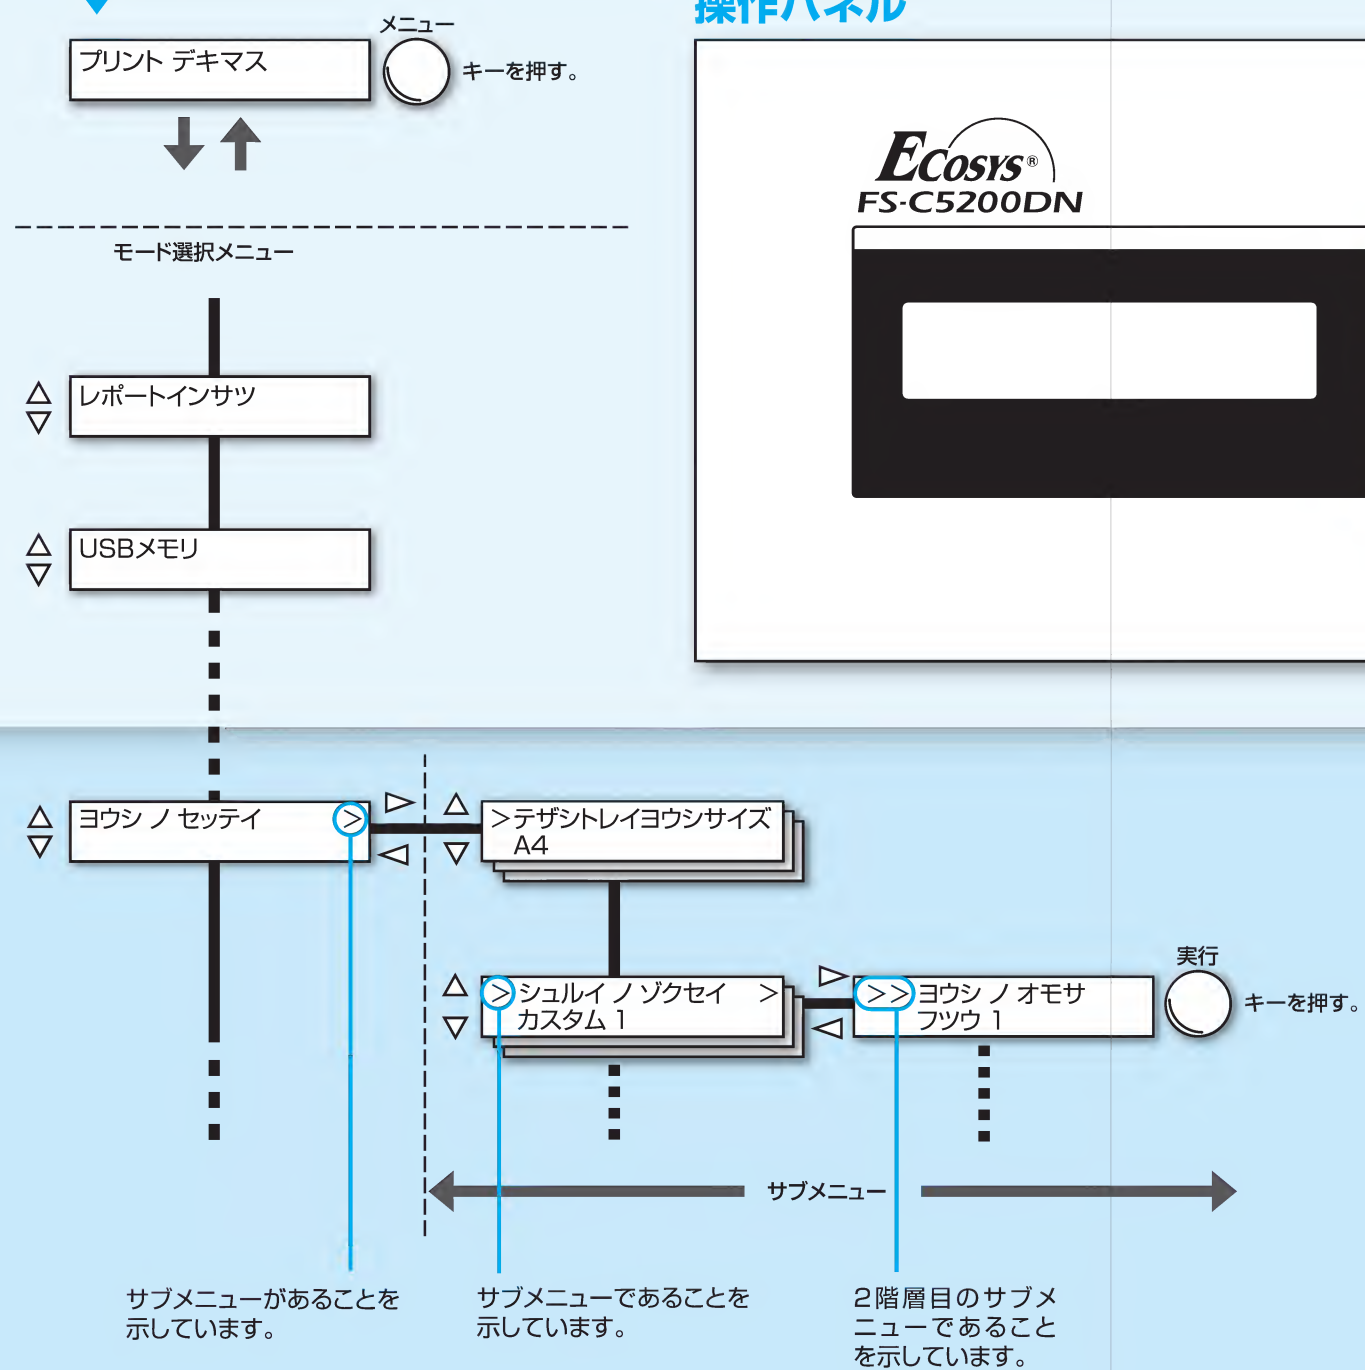 操作パネル
メニュー
プリント デキマス
キーを押す。
Ecosys®
FS-C5200DN
モード選択メニュー
レポートインサツ
USBメモリ
ヨウシ ノ セッテイ >
>テザシトレイヨウシサイズ
A4
>シュルイ ノ ゾクセイ >
カスタム 1
>>ヨウシ ノ オモサ
フツウ 1
実行
キーを押す。
サブメニュー
サブメニューがあることを
示しています。
サブメニューであることを
示しています。
2階層目のサブメ
ニューであること
を示しています。